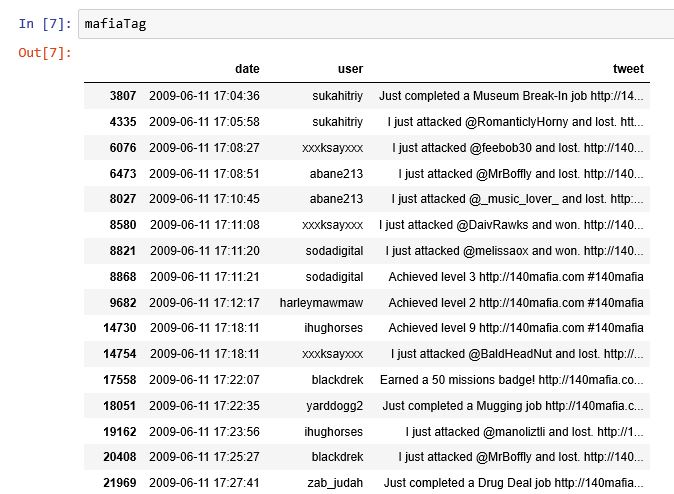 In [7]: mafiaTag
Out[7]:
date user tweet
3807 2009-06-11 17:04:36 sukahitriy Just completed a Museum Break-In job http://14...
4335 2009-06-11 17:05:58 sukahitriy I just attacked @RomanticlyHorny and lost. htt...
6076 2009-06-11 17:08:27 xxxksayxxx I just attacked @feebob30 and lost. http://140...
6473 2009-06-11 17:08:51 abane213 I just attacked @MrBoffly and lost. http://140...
8027 2009-06-11 17:10:45 abane213 I just attacked @_music_lover_ and lost. http:...
8580 2009-06-11 17:11:08 xxxksayxxx I just attacked @DaivRawks and won. http://140...
8821 2009-06-11 17:11:20 sodadigital I just attacked @melissaox and won. http://140...
8868 2009-06-11 17:11:21 sodadigital Achieved level 3 http://140mafia.com #140mafia
9682 2009-06-11 17:12:17 harleymawmaw Achieved level 2 http://140mafia.com #140mafia
14730 2009-06-11 17:18:11 ihughorses Achieved level 9 http://140mafia.com #140mafia
14754 2009-06-11 17:18:11 xxxksayxxx I just attacked @BaldHeadNut and lost. http://...
17558 2009-06-11 17:22:07 blackdrek Earned a 50 missions badge! http://140mafia.co...
18051 2009-06-11 17:22:35 yarddogg2 Just completed a Mugging job http://140mafia.c...
19162 2009-06-11 17:23:56 ihughorses I just attacked @manoliztli and lost. http://1...
20408 2009-06-11 17:25:27 blackdrek I just attacked @MrBoffly and lost. http://140...
21969 2009-06-11 17:27:41 zab_judah Just completed a Drug Deal job http://140mafia...